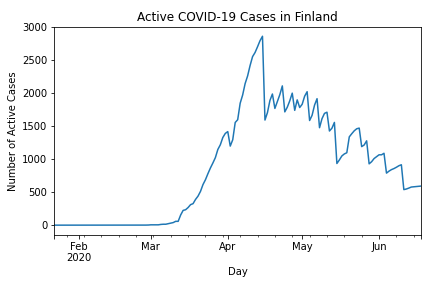 Active COVID-19 Cases in Finland
3000
2500
2000
1500
1000
500
0
Number of Active Cases
Feb
2020
Mar
Apr
May
Jun
Day